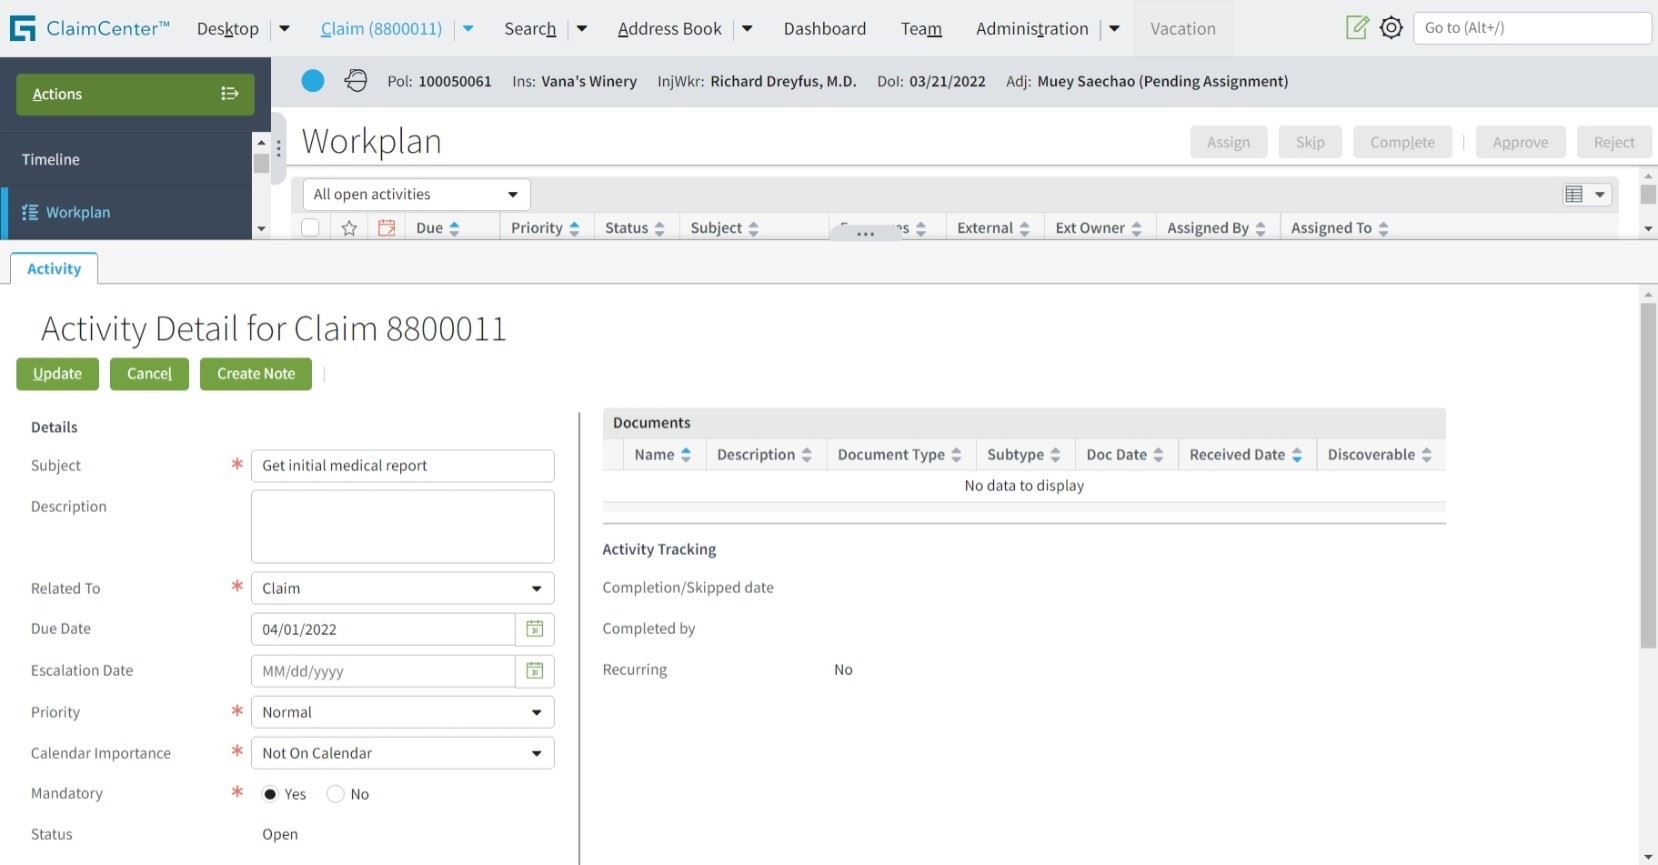 ClaimCenter™ Desktop Claim (8800011) Search Address Book Dashboard Team Administration Vacation Go to (Alt+/)
Actions
Pol: 100050061 Ins: Vana's Winery InjWkr: Richard Dreyfus, M.D. DoI: 03/21/2022 Adj: Muey Saechao (Pending Assignment)
Timeline
Workplan
Workplan
Assign Skip Complete Approve Reject
All open activities
Due Priority Status Subject External Ext Owner Assigned By Assigned To
Activity
Activity Detail for Claim 8800011
Update Cancel Create Note
Details
Subject * Get initial medical report
Description
Related To * Claim
Due Date 04/01/2022
Escalation Date MM/dd/yyyy
Priority * Normal
Calendar Importance * Not On Calendar
Mandatory * Yes No
Status Open
Documents
Name Description Document Type Subtype Doc Date Received Date Discoverable
No data to display
Activity Tracking
Completion/Skipped date
Completed by
Recurring No